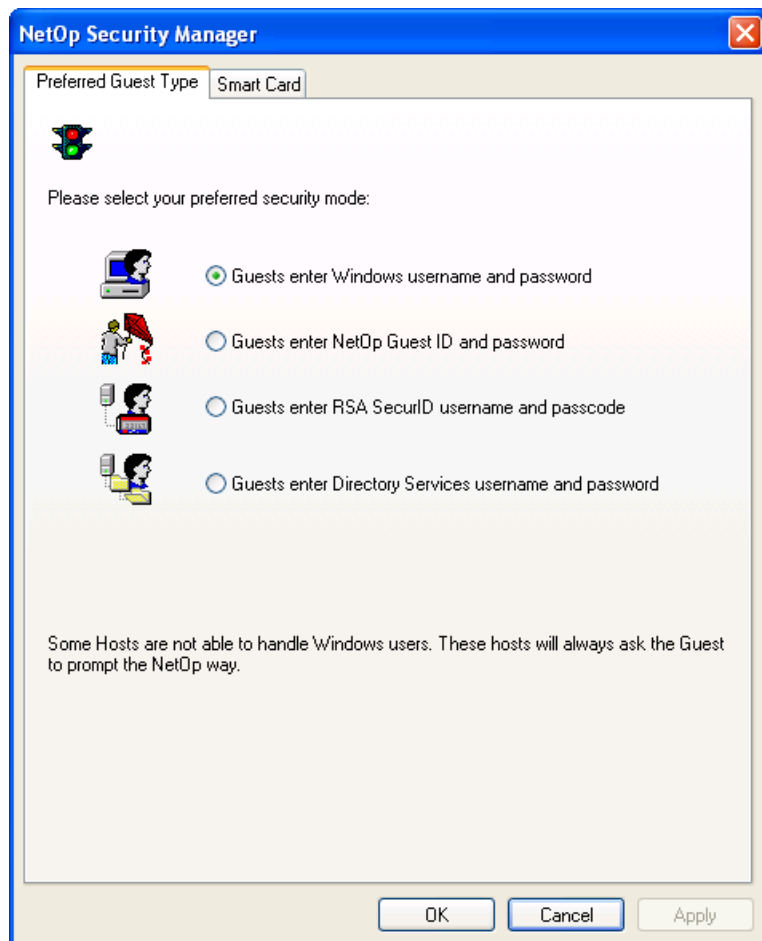 NetOp Security Manager
Preferred Guest Type
Smart Card
Please select your preferred security mode:
Guests enter Windows username and password
Guests enter NetOp Guest ID and password
Guests enter RSA SecurID username and passcode
Guests enter Directory Services username and password
Some Hosts are not able to handle Windows users. These hosts will always ask the Guest
to prompt the NetOp way.
OK
Cancel
Apply